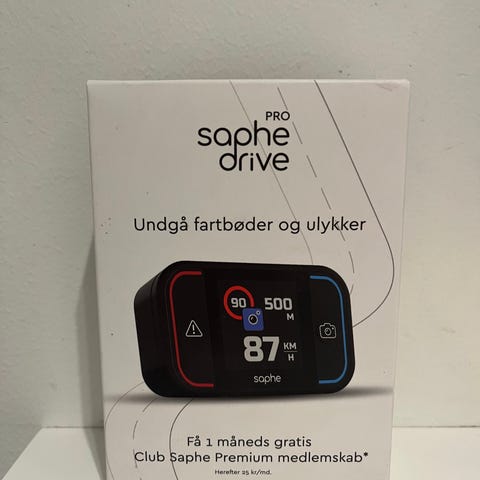 PRO
saphe
drive
Undgå fartbøder og ulykker
90 500
M
87 KM
H
saphe
Få 1 måneds gratis
Club Saphe Premium medlemskab*
Herefter 25 kr/md.